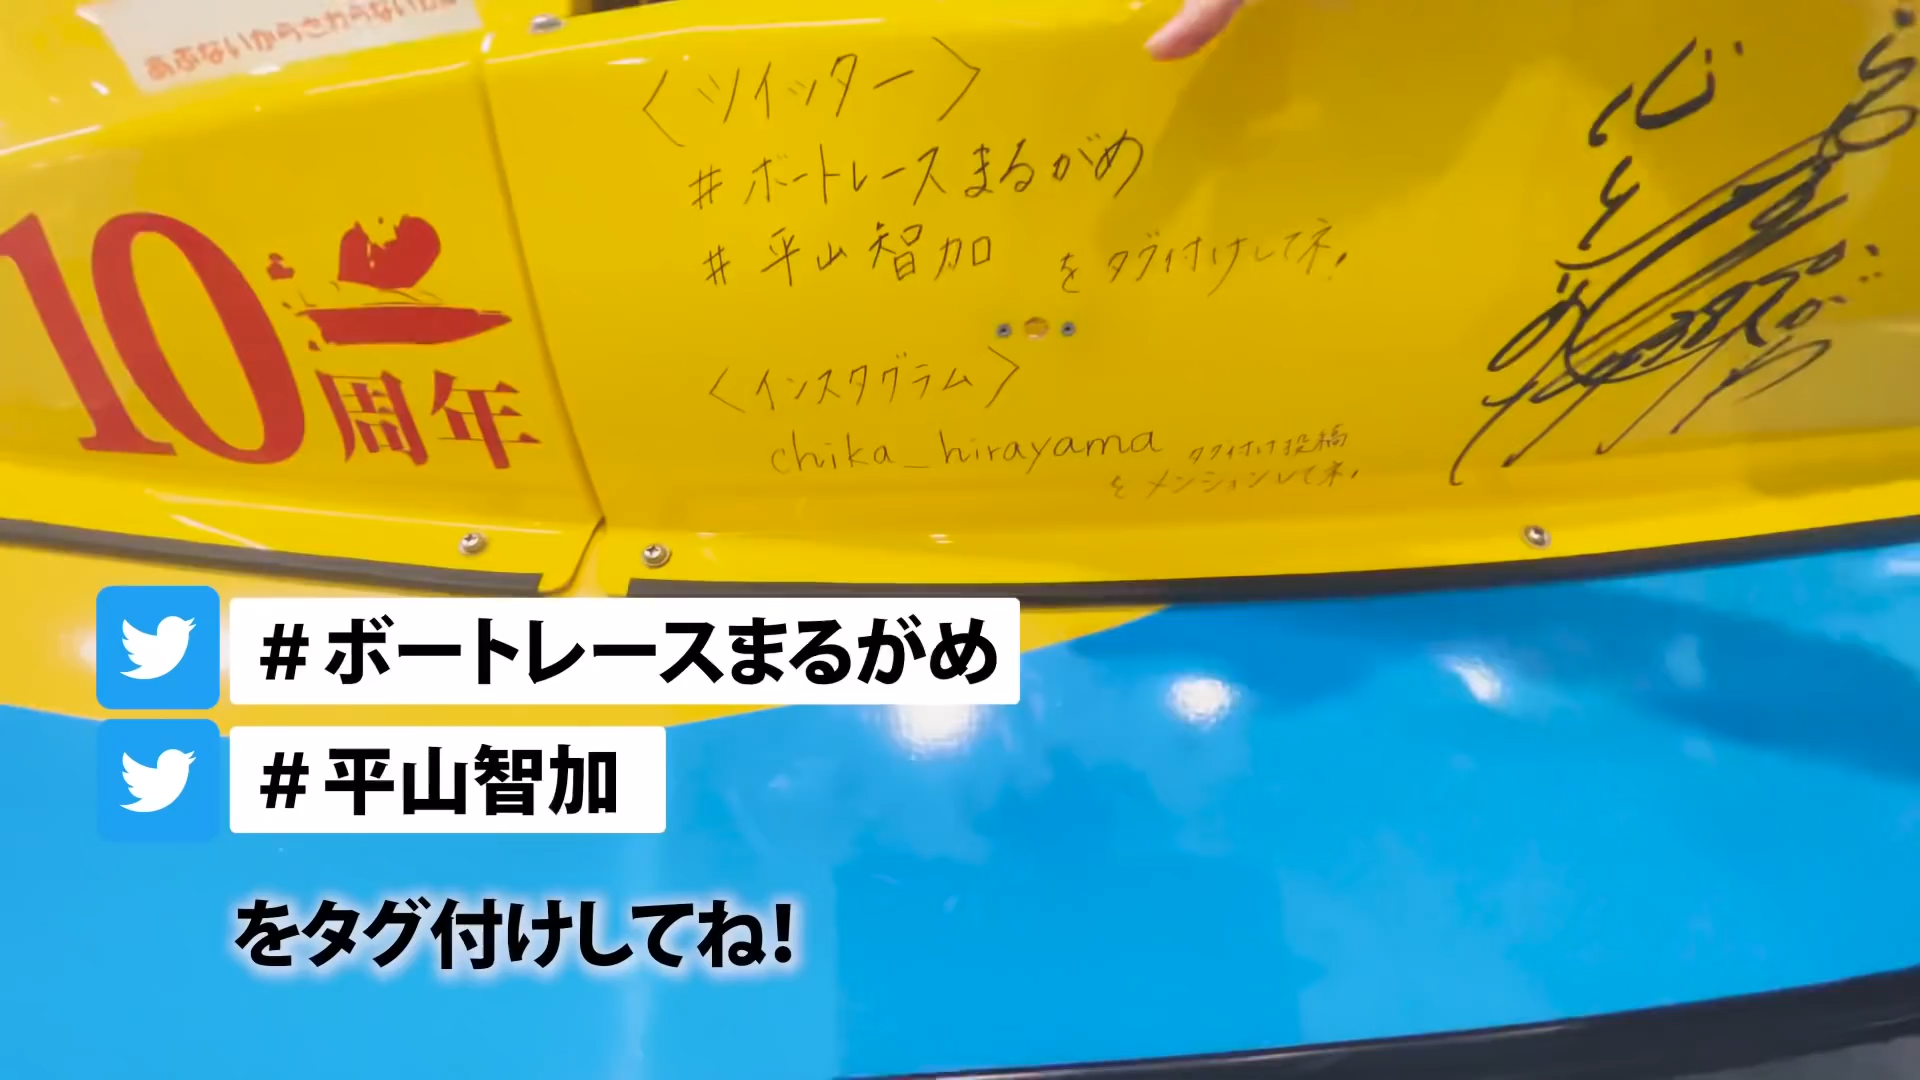 あぶないからさわらないでね
<ツイッター>
#ボートレースまるがめ
#平山智加 をタグ付けしてネ!
10
周年
<インスタグラム>
chika_hirayama タグ付け投稿
をメンションしてネ!
#ボートレースまるがめ
#平山智加
をタグ付けしてね!